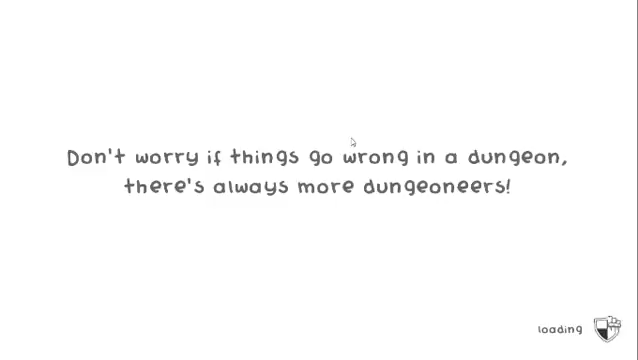 Don't worry if things go wrong in a dungeon,
there's always more dungeoneers!
loading